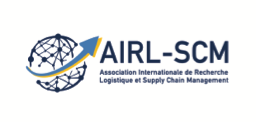 AIRL-SCM
Association Internationale de Recherche
Logistique et Supply Chain Management